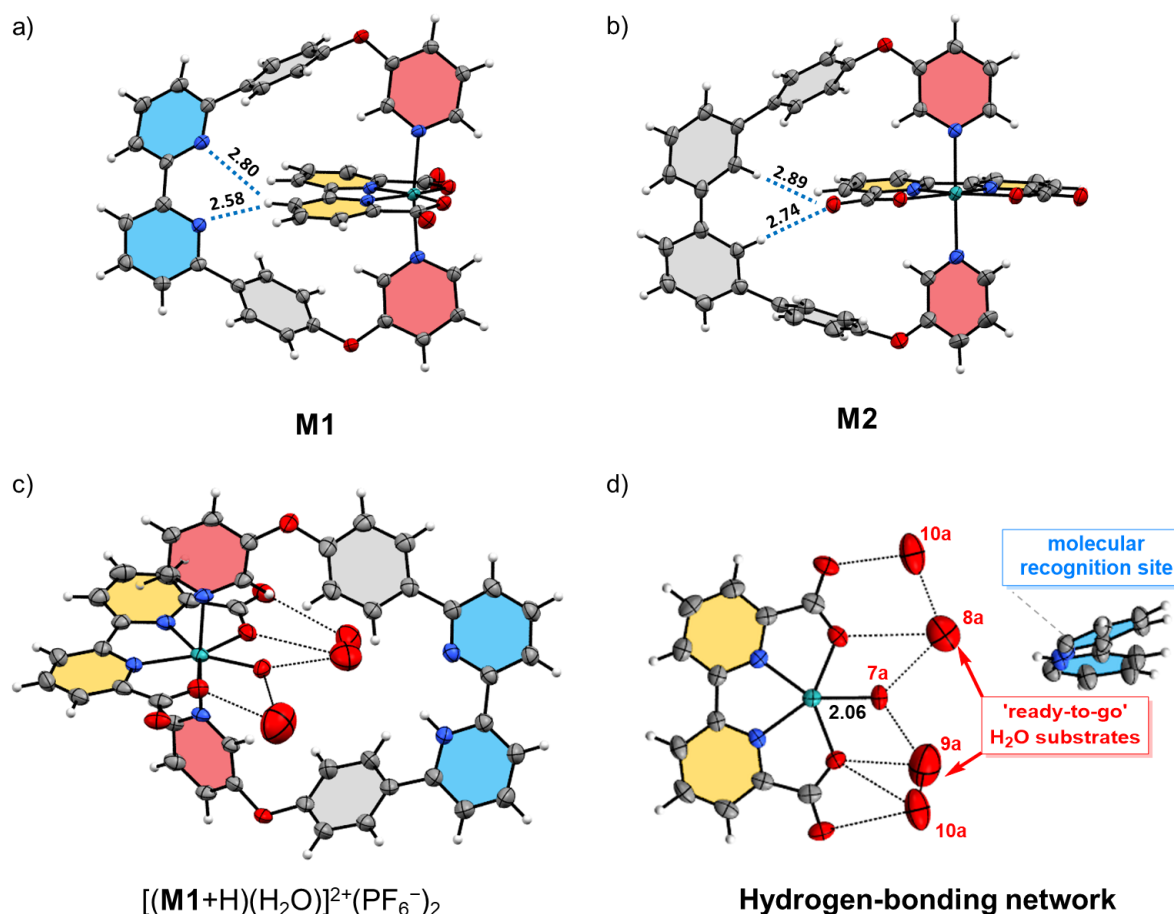 a)
2.80
2.58
M1
b)
2.89
2.74
M2
c)
[(M1+H)(H₂O)]²⁺(PF₆⁻)₂
d)
10a
molecular
recognition site
8a
7a
2.06
'ready-to-go'
H₂O substrates
9a
10a
Hydrogen-bonding network